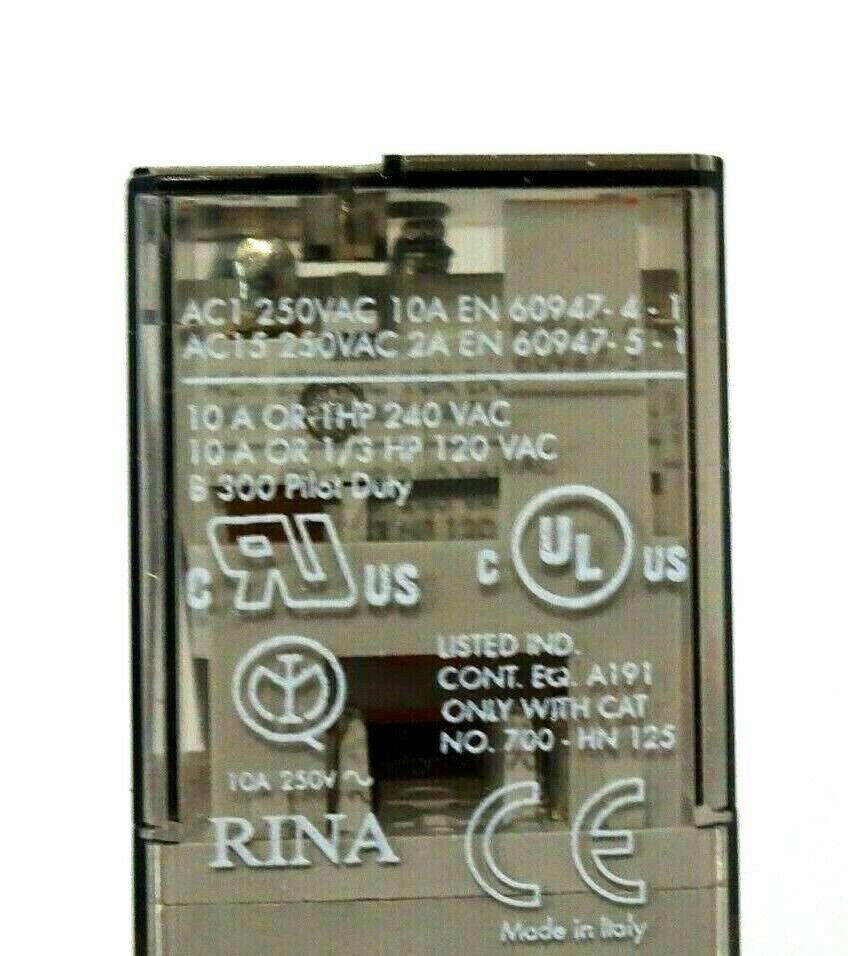 AC1 250VAC 10A EN 60947-4-1
AC15 250VAC 2A EN 60947-5-1
10 A OR 1HP 240 VAC
10 A OR 1/3 HP 120 VAC
B 300 Pilot Duty
C RU US
C UL US
LISTED IND.
CONT. EQ. A191
ONLY WITH CAT
NO. 700-HN 125
10A 250V~
RINA
CE
Made in Italy